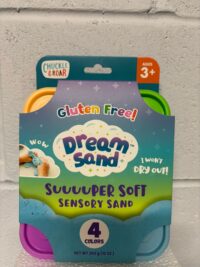 CHUCKLE
& ROAR
AGES
3+
Gluten Free!
WOW
Dream
Sand
I WON'T
DRY OUT!
SUUUUPER SOFT
SENSORY SAND
4
COLORS